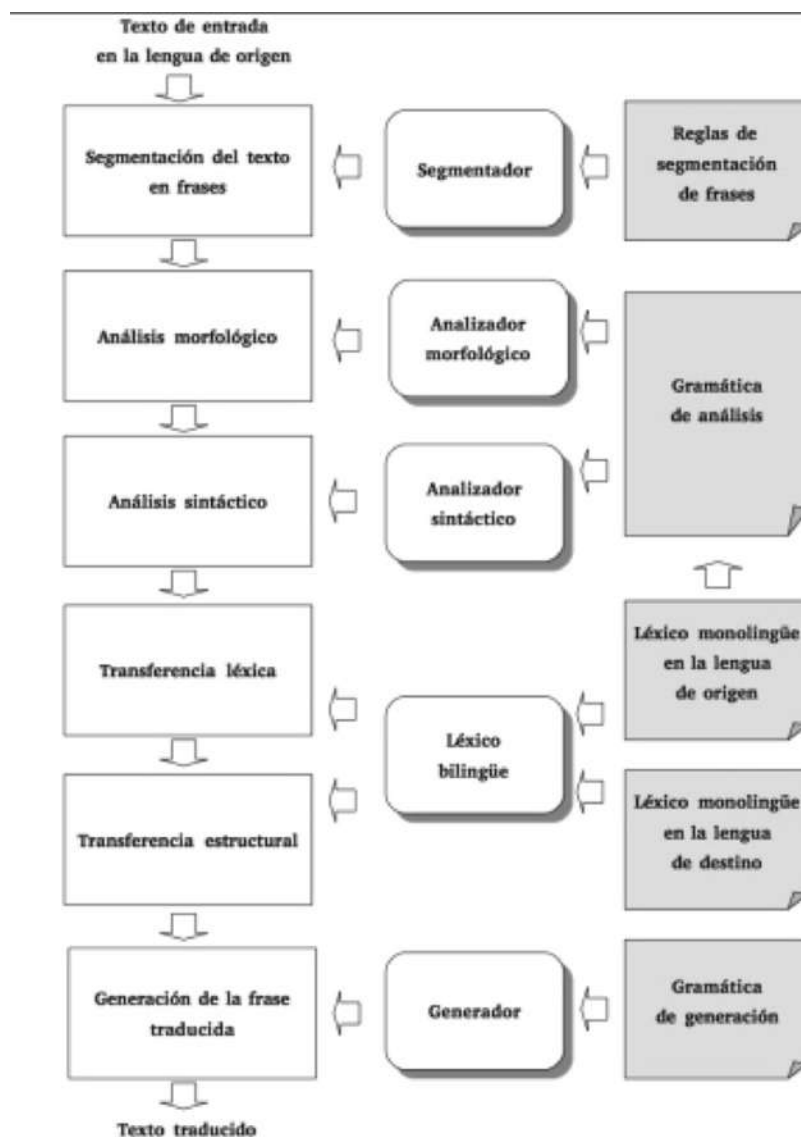 Texto de entrada
en la lengua de origen
Segmentación del texto
en frases
Segmentador
Reglas de
segmentación
de frases
Análisis morfológico
Analizador
morfológico
Gramática
de análisis
Análisis sintáctico
Analizador
sintáctico
Transferencia léxica
Léxico
bilingüe
Léxico monolingüe
en la lengua
de origen
Transferencia estructural
Léxico monolingüe
en la lengua
de destino
Generación de la frase
traducida
Generador
Gramática
de generación
Texto traducido